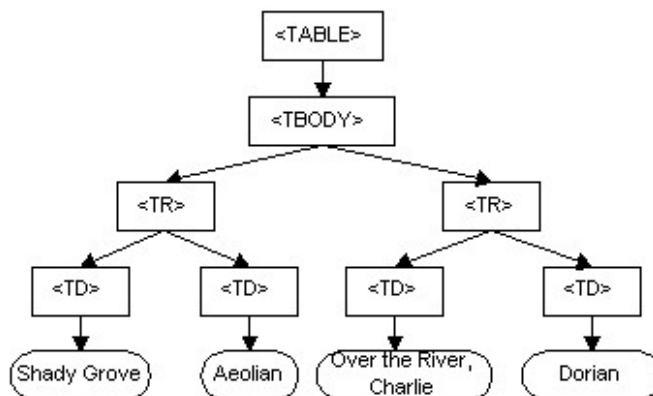 <TABLE>
<TBODY>
<TR>
<TR>
<TD>
<TD>
<TD>
<TD>
Shady Grove
Aeolian
Over the River,
Charlie
Dorian